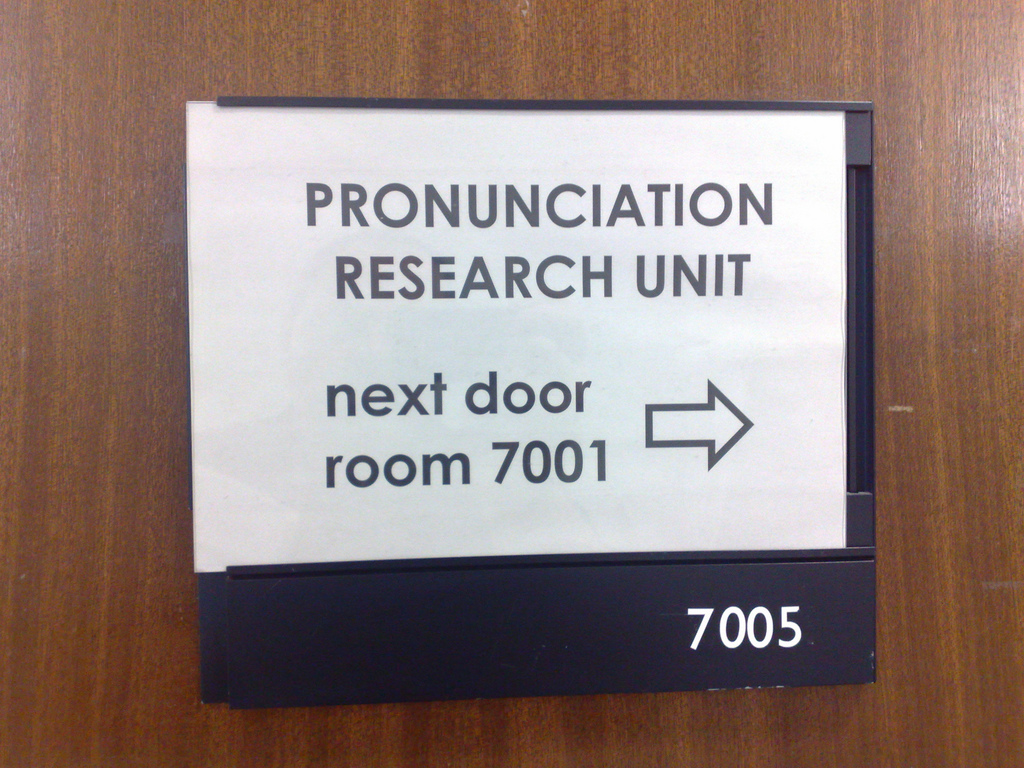 PRONUNCIATION
RESEARCH UNIT
next door
room 7001
7005